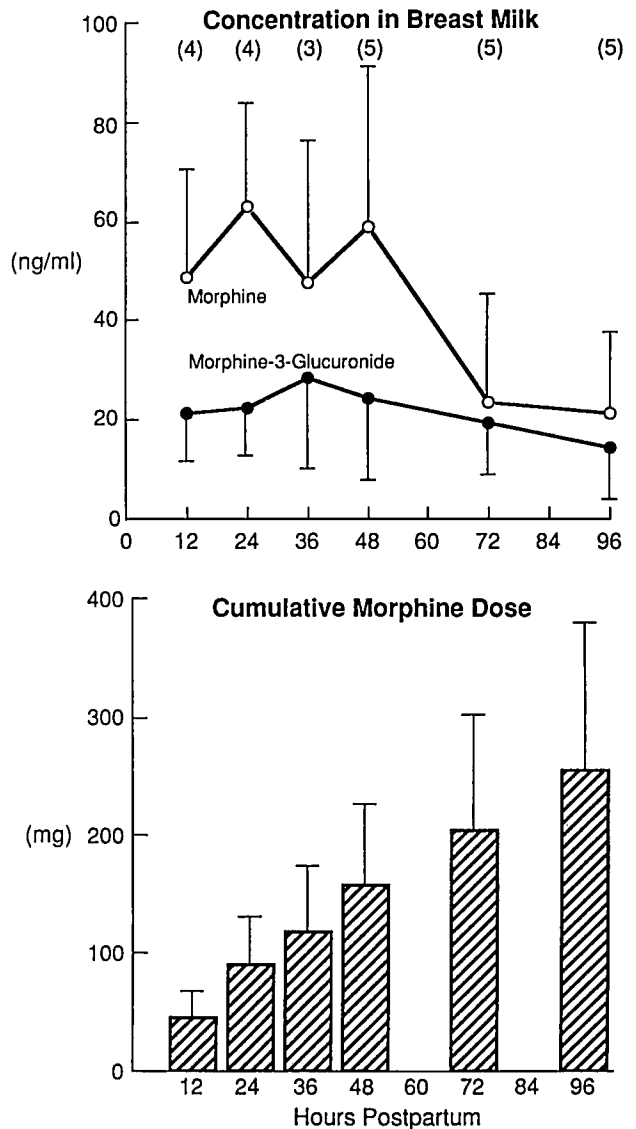 Concentration in Breast Milk
(4) (4) (3) (5) (5) (5)
100
80
60
(ng/ml)
40
20
0
Morphine
Morphine-3-Glucuronide
0 12 24 36 48 60 72 84 96
Cumulative Morphine Dose
400
300
(mg) 200
100
0
12 24 36 48 60 72 84 96
Hours Postpartum